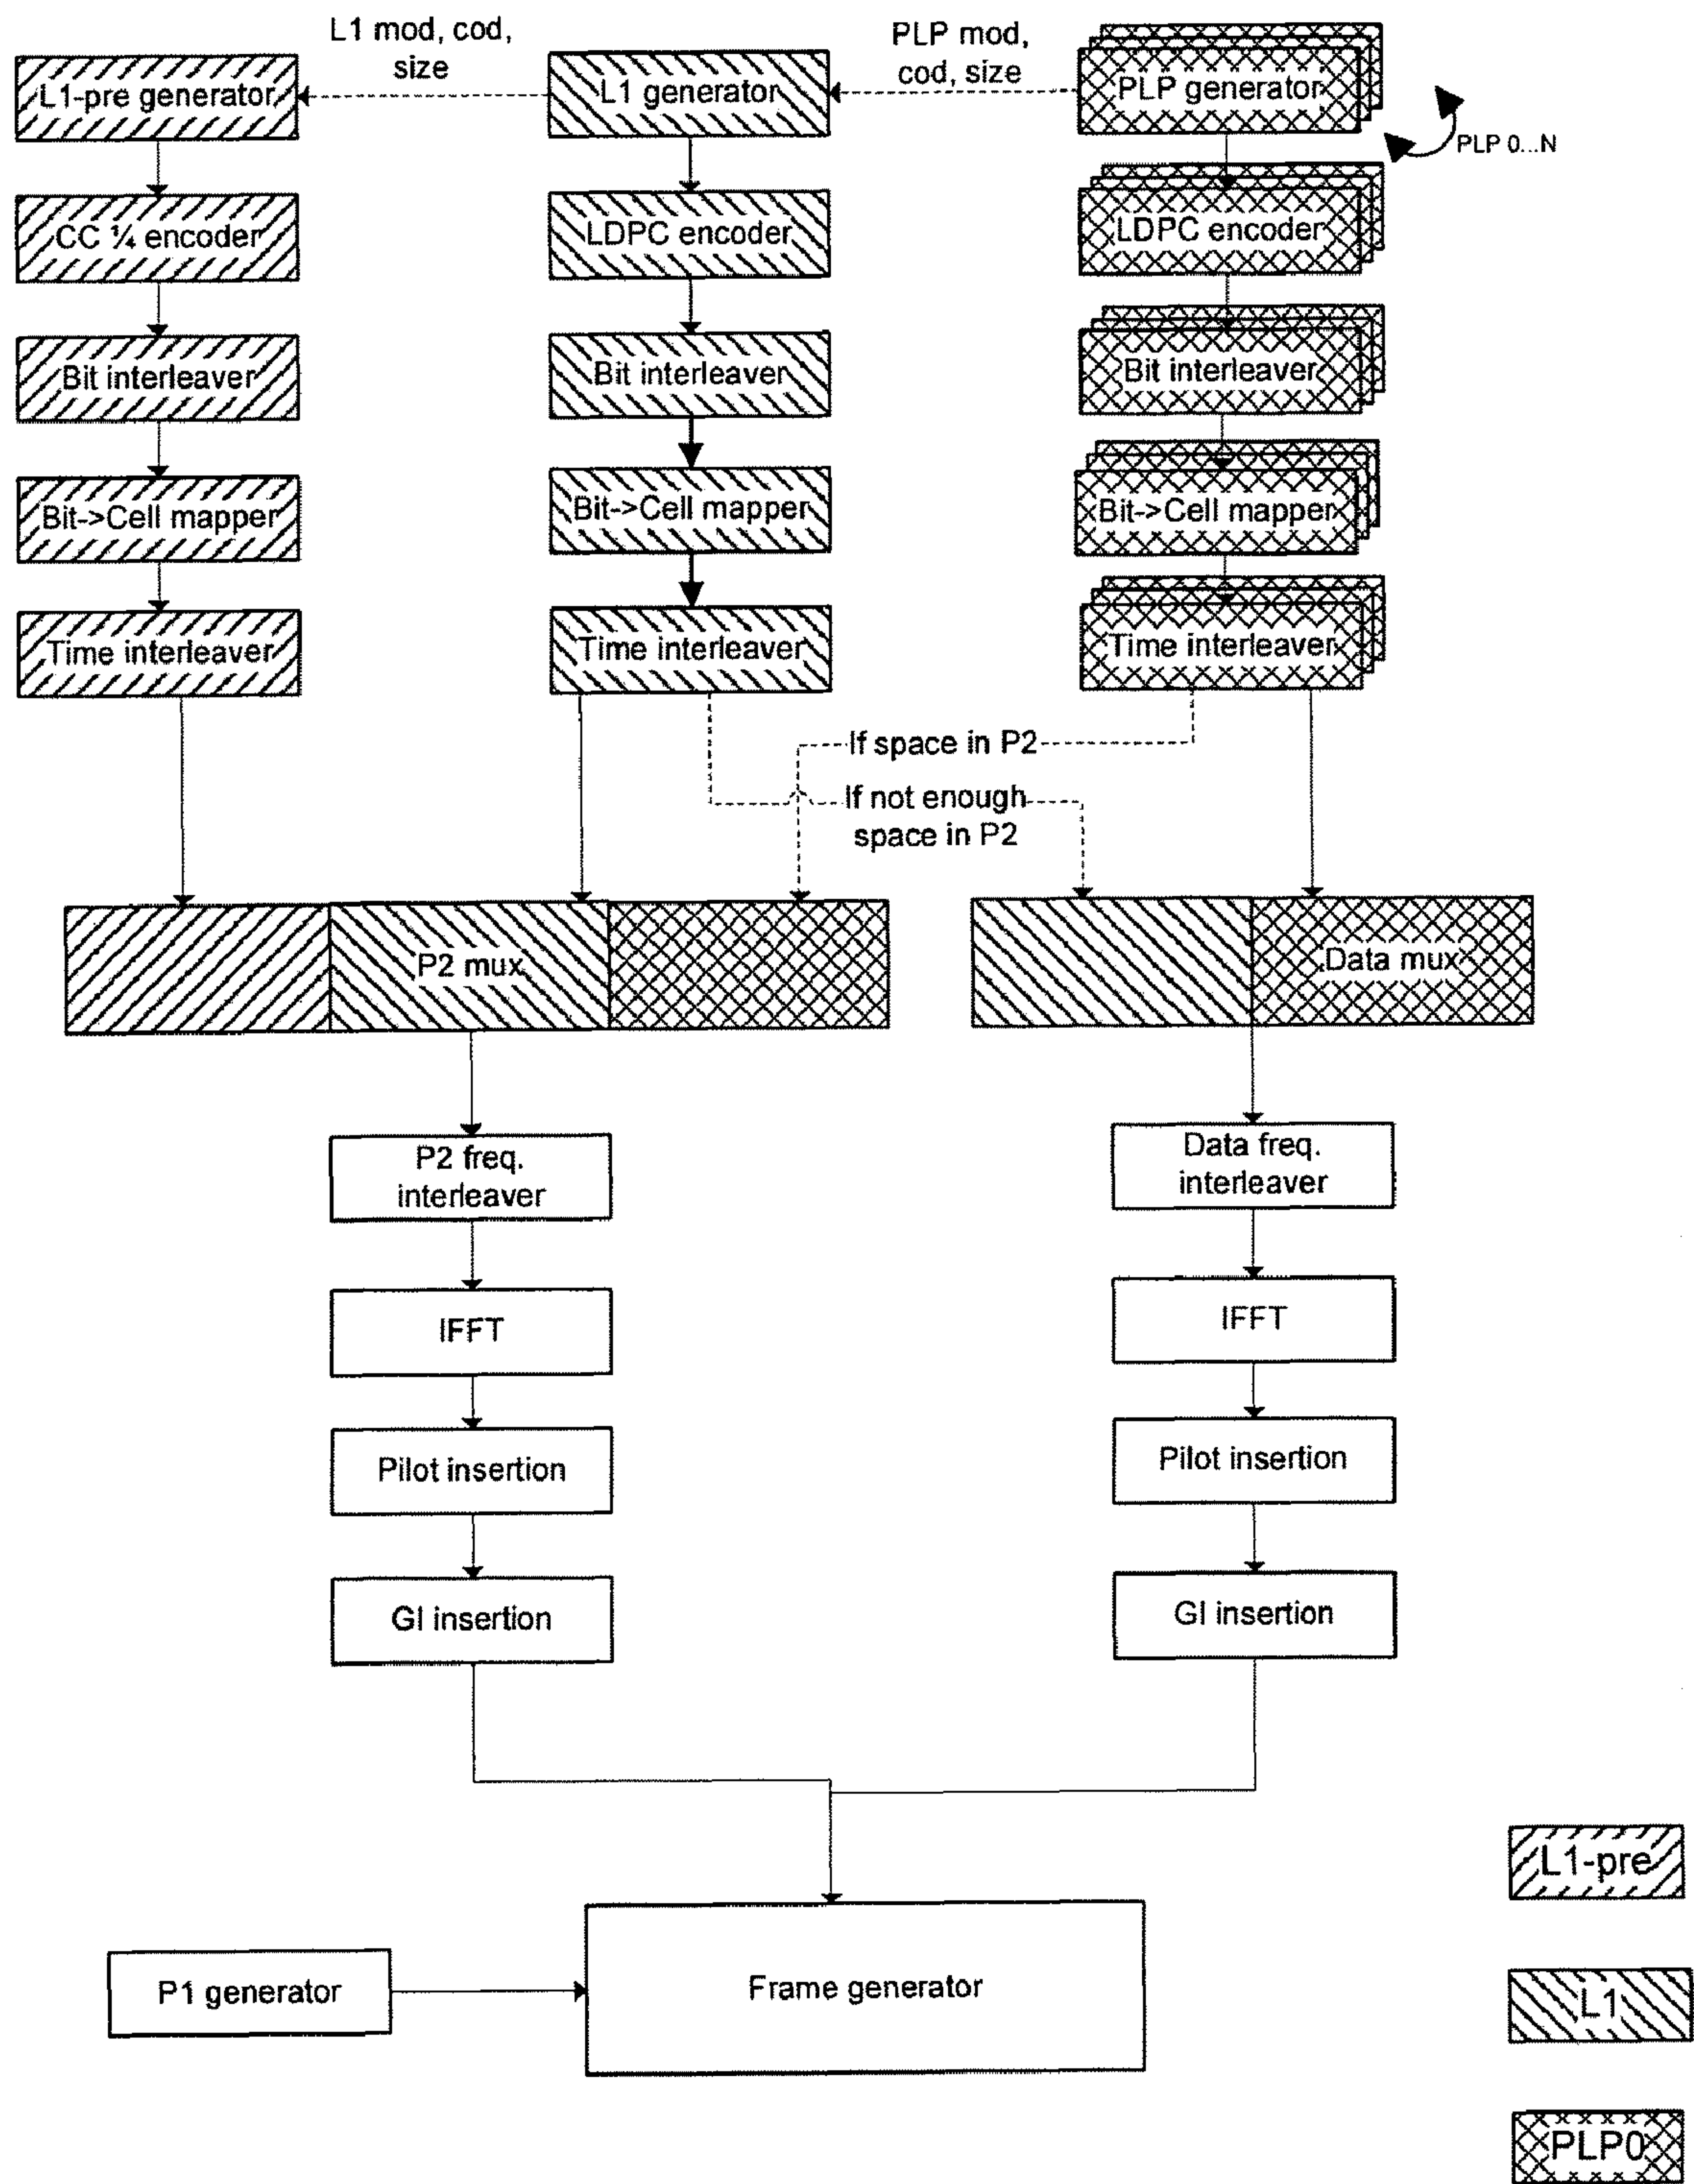 L1 mod, cod,
size
PLP mod,
cod, size
L1-pre generator
L1 generator
PLP generator
PLP 0...N
CC ¼ encoder
LDPC encoder
LDPC encoder
Bit interleaver
Bit interleaver
Bit interleaver
Bit->Cell mapper
Bit->Cell mapper
Bit->Cell mapper
Time interleaver
Time interleaver
Time interleaver
If space in P2
If not enough
space in P2
P2 mux
Data mux
P2 freq.
interleaver
Data freq.
interleaver
IFFT
IFFT
Pilot insertion
Pilot insertion
GI insertion
GI insertion
L1-pre
P1 generator
Frame generator
L1
PLP0